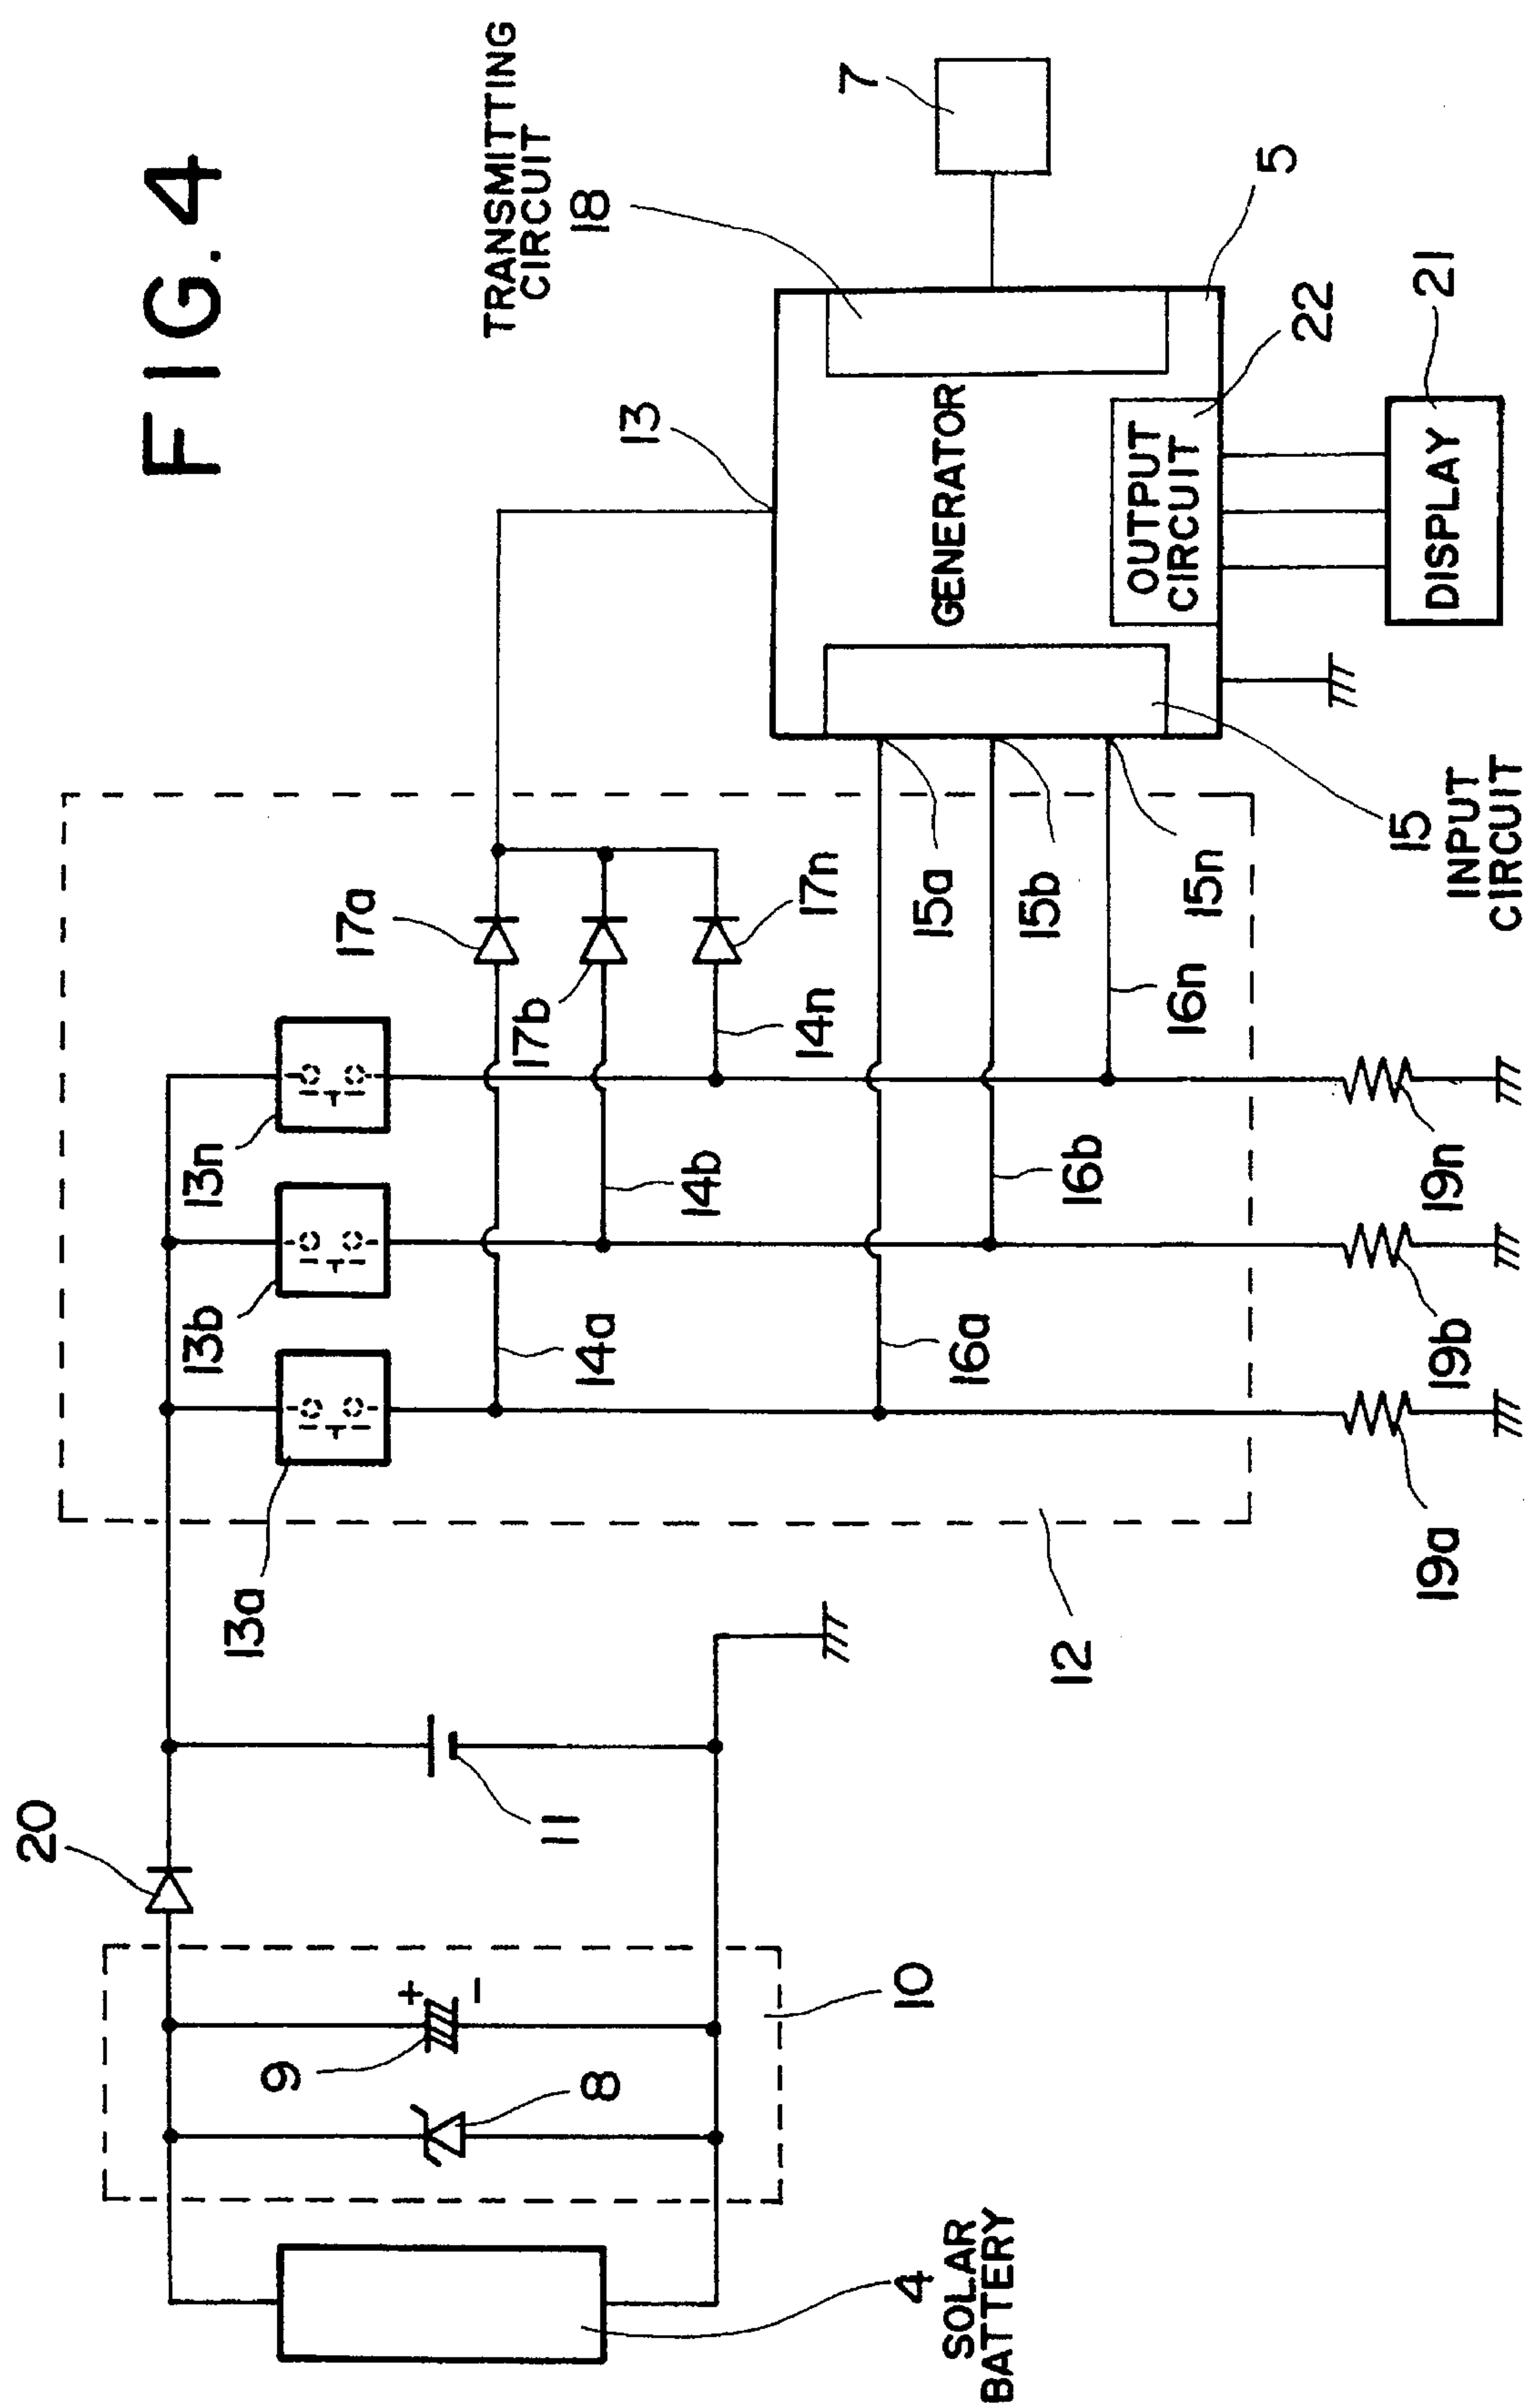 FIG. 4
TRANSMITTING
CIRCUIT
18
7
5
13
GENERATOR
OUTPUT
CIRCUIT
22
DISPLAY
21
15
INPUT
CIRCUIT
15a
15b
15n
17a
17b
17n
14a
14b
14n
16a
16b
16n
13a
13b
13n
19a
19b
19n
12
20
11
10
9
+
−
8
4
SOLAR
BATTERY